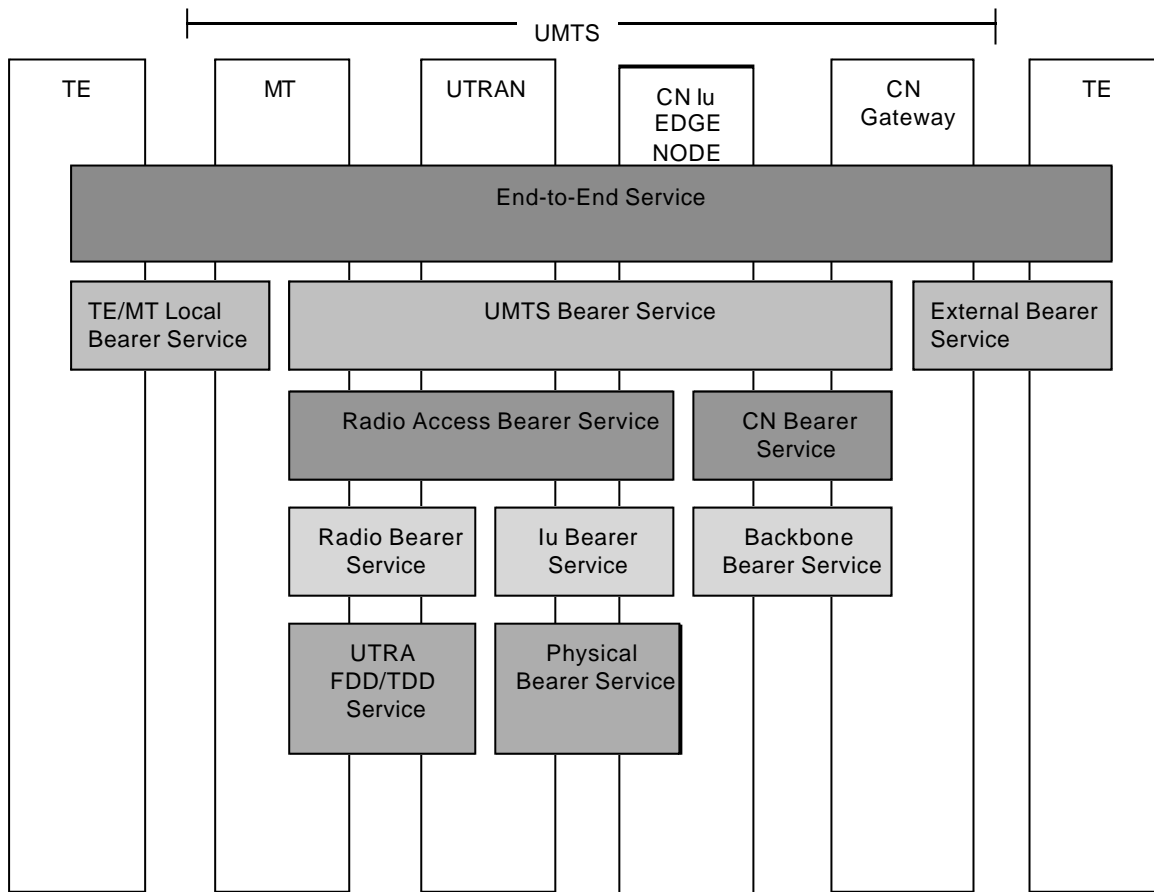 UMTS
TE
MT
UTRAN
CN Iu
EDGE
NODE
CN
Gateway
TE
End-to-End Service
TE/MT Local
Bearer Service
UMTS Bearer Service
External Bearer
Service
Radio Access Bearer Service
CN Bearer
Service
Radio Bearer
Service
Iu Bearer
Service
Backbone
Bearer Service
UTRA
FDD/TDD
Service
Physical
Bearer Service